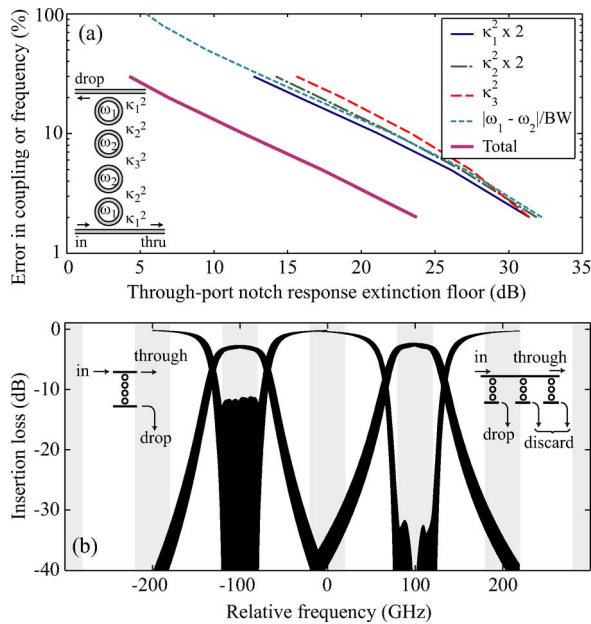 Error in coupling or frequency (%)
100
10
1
(a)
drop
ω₁ κ₁²
κ₂²
ω₂
κ₃²
ω₂
κ₂²
ω₁
κ₁²
in thru
κ₁² x 2
κ₂² x 2
κ₃²
|ω₁ - ω₂|/BW
Total
0 5 10 15 20 25 30 35
Through-port notch response extinction floor (dB)
Insertion loss (dB)
0
-10
-20
-30
-40
in through
drop
in through
drop
discard
(b)
-200 -100 0 100 200
Relative frequency (GHz)